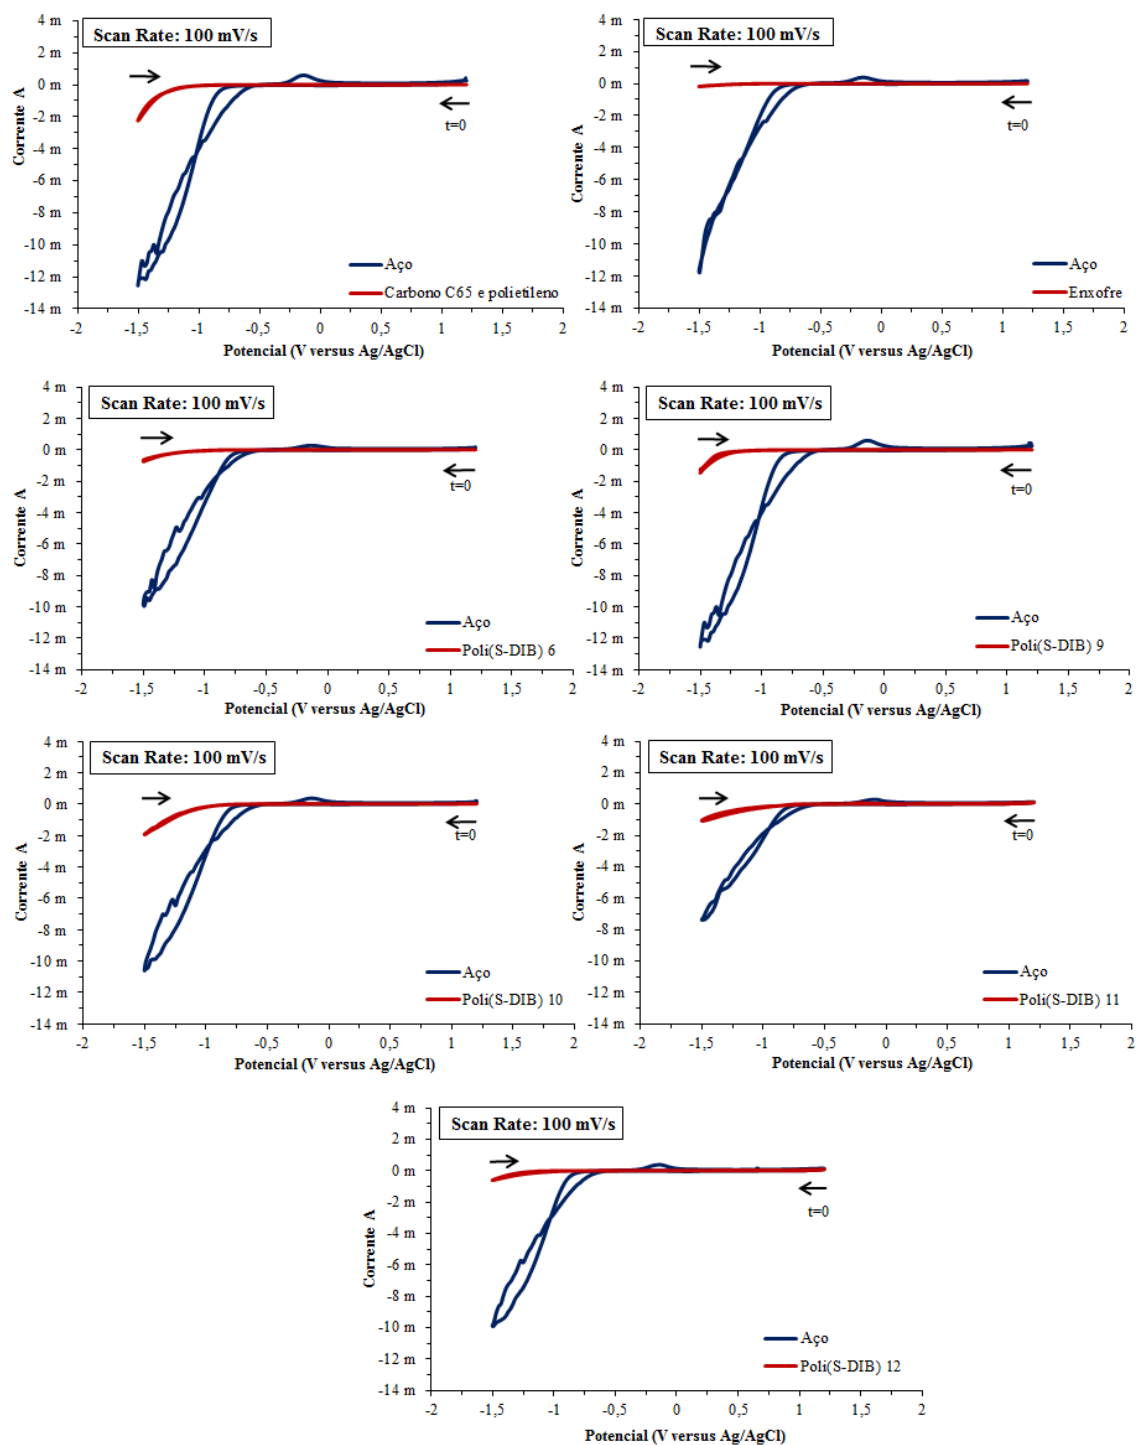 Scan Rate: 100 mV/s
4 m
2 m
0 m
-2 m
-4 m
-6 m
-8 m
-10 m
-12 m
-14 m
Corrente A
t=0
Aço
Carbono C65 e polietileno
-2
-1,5
-1
-0,5
0
0,5
1
1,5
2
Potencial (V versus Ag/AgCl)
Scan Rate: 100 mV/s
4 m
2 m
0 m
-2 m
-4 m
-6 m
-8 m
-10 m
-12 m
-14 m
Corrente A
t=0
Aço
Enxofre
-2
-1,5
-1
-0,5
0
0,5
1
1,5
2
Potencial (V versus Ag/AgCl)
Scan Rate: 100 mV/s
4 m
2 m
0 m
-2 m
-4 m
-6 m
-8 m
-10 m
-12 m
-14 m
Corrente A
t=0
Aço
Poli(S-DIB) 6
-2
-1,5
-1
-0,5
0
0,5
1
1,5
2
Potencial (V versus Ag/AgCl)
Scan Rate: 100 mV/s
4 m
2 m
0 m
-2 m
-4 m
-6 m
-8 m
-10 m
-12 m
-14 m
Corrente A
t=0
Aço
Poli(S-DIB) 9
-2
-1,5
-1
-0,5
0
0,5
1
1,5
2
Potencial (V versus Ag/AgCl)
Scan Rate: 100 mV/s
4 m
2 m
0 m
-2 m
-4 m
-6 m
-8 m
-10 m
-12 m
-14 m
Corrente A
t=0
Aço
Poli(S-DIB) 10
-2
-1,5
-1
-0,5
0
0,5
1
1,5
2
Potencial (V versus Ag/AgCl)
Scan Rate: 100 mV/s
4 m
2 m
0 m
-2 m
-4 m
-6 m
-8 m
-10 m
-12 m
-14 m
Corrente A
t=0
Aço
Poli(S-DIB) 11
-2
-1,5
-1
-0,5
0
0,5
1
1,5
2
Potencial (V versus Ag/AgCl)
Scan Rate: 100 mV/s
4 m
2 m
0 m
-2 m
-4 m
-6 m
-8 m
-10 m
-12 m
-14 m
Corrente A
t=0
Aço
Poli(S-DIB) 12
-2
-1,5
-1
-0,5
0
0,5
1
1,5
2
Potencial (V versus Ag/AgCl)